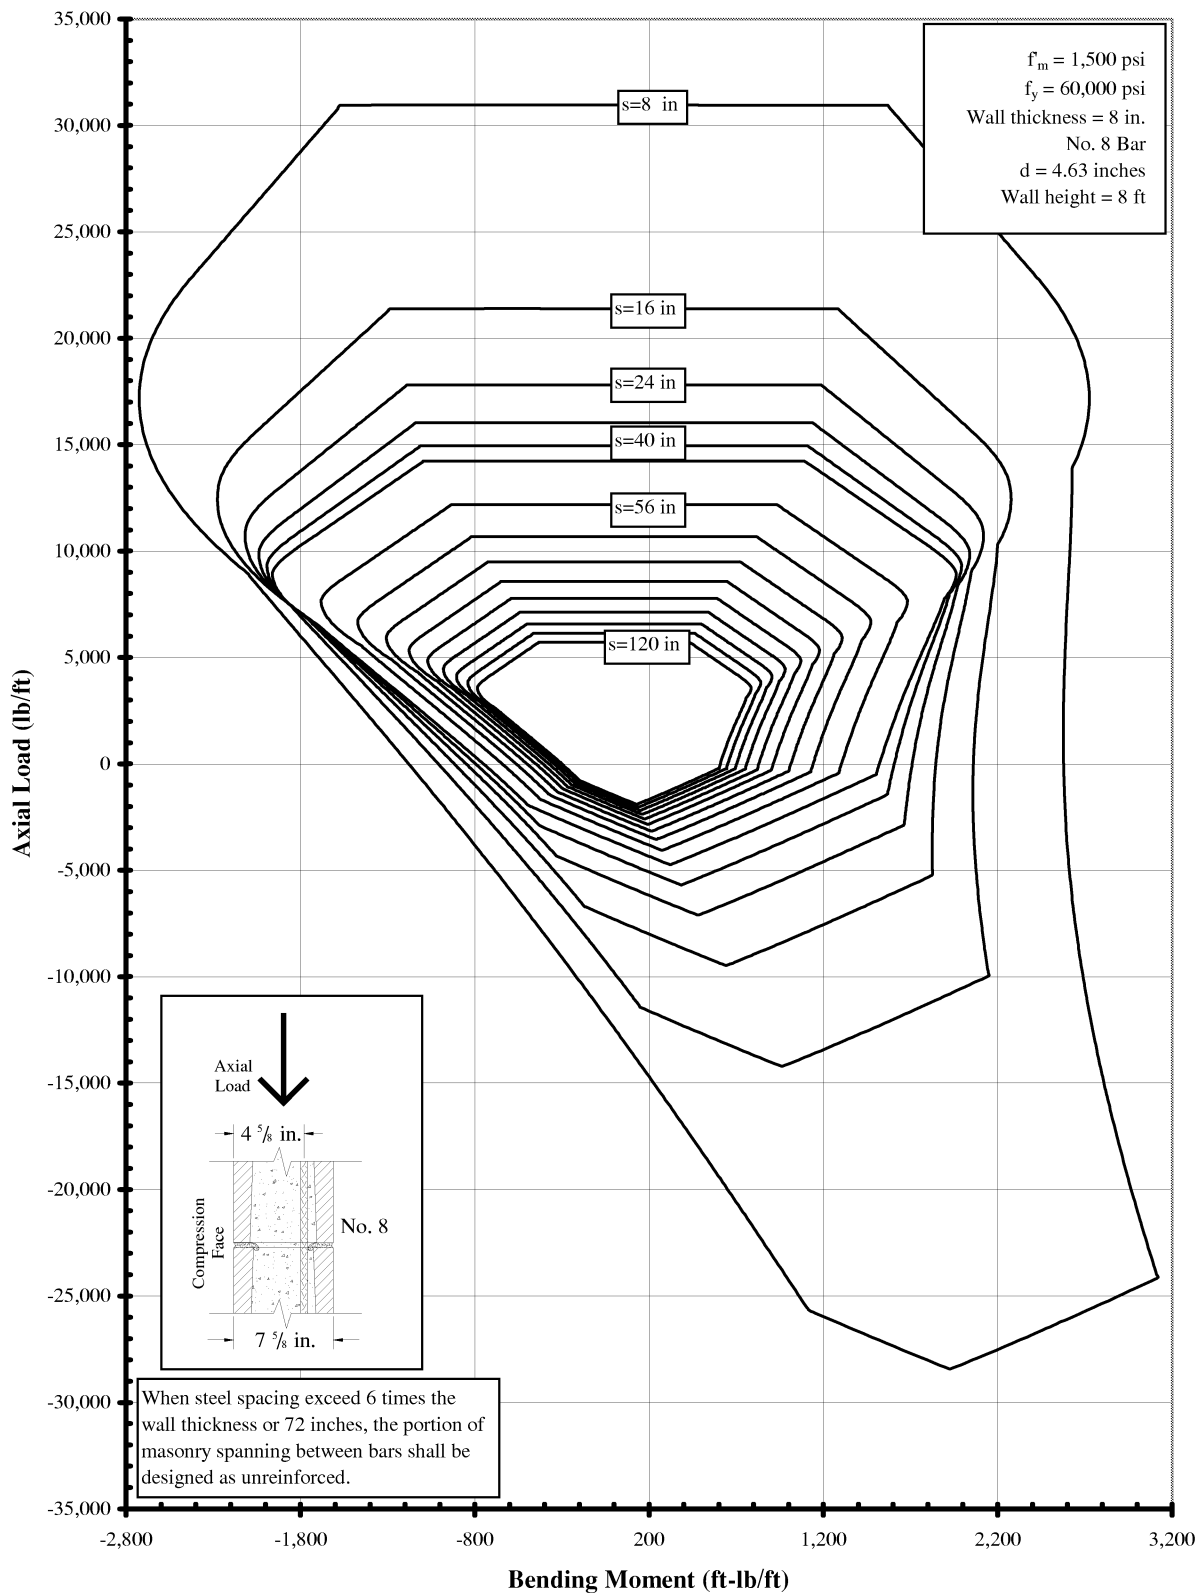 35,000
30,000
25,000
20,000
15,000
10,000
5,000
0
-5,000
-10,000
-15,000
-20,000
-25,000
-30,000
-35,000
Axial Load (lb/ft)
-2,800
-1,800
-800
200
1,200
2,200
3,200
Bending Moment (ft-lb/ft)
f'm = 1,500 psi
fy = 60,000 psi
Wall thickness = 8 in.
No. 8 Bar
d = 4.63 inches
Wall height = 8 ft
s=8 in
s=16 in
s=24 in
s=40 in
s=56 in
s=120 in
Axial
Load
4 5/8 in.
Compression
Face
No. 8
7 5/8 in.
When steel spacing exceed 6 times the
wall thickness or 72 inches, the portion of
masonry spanning between bars shall be
designed as unreinforced.